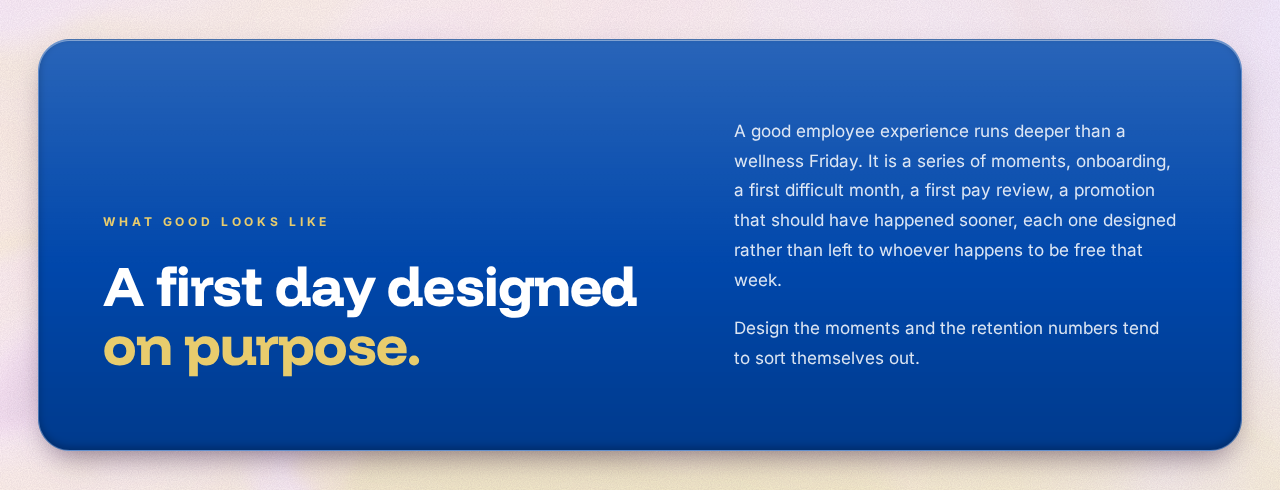 WHAT GOOD LOOKS LIKE
A first day designed
on purpose.
A good employee experience runs deeper than a
wellness Friday. It is a series of moments, onboarding,
a first difficult month, a first pay review, a promotion
that should have happened sooner, each one designed
rather than left to whoever happens to be free that
week.
Design the moments and the retention numbers tend
to sort themselves out.